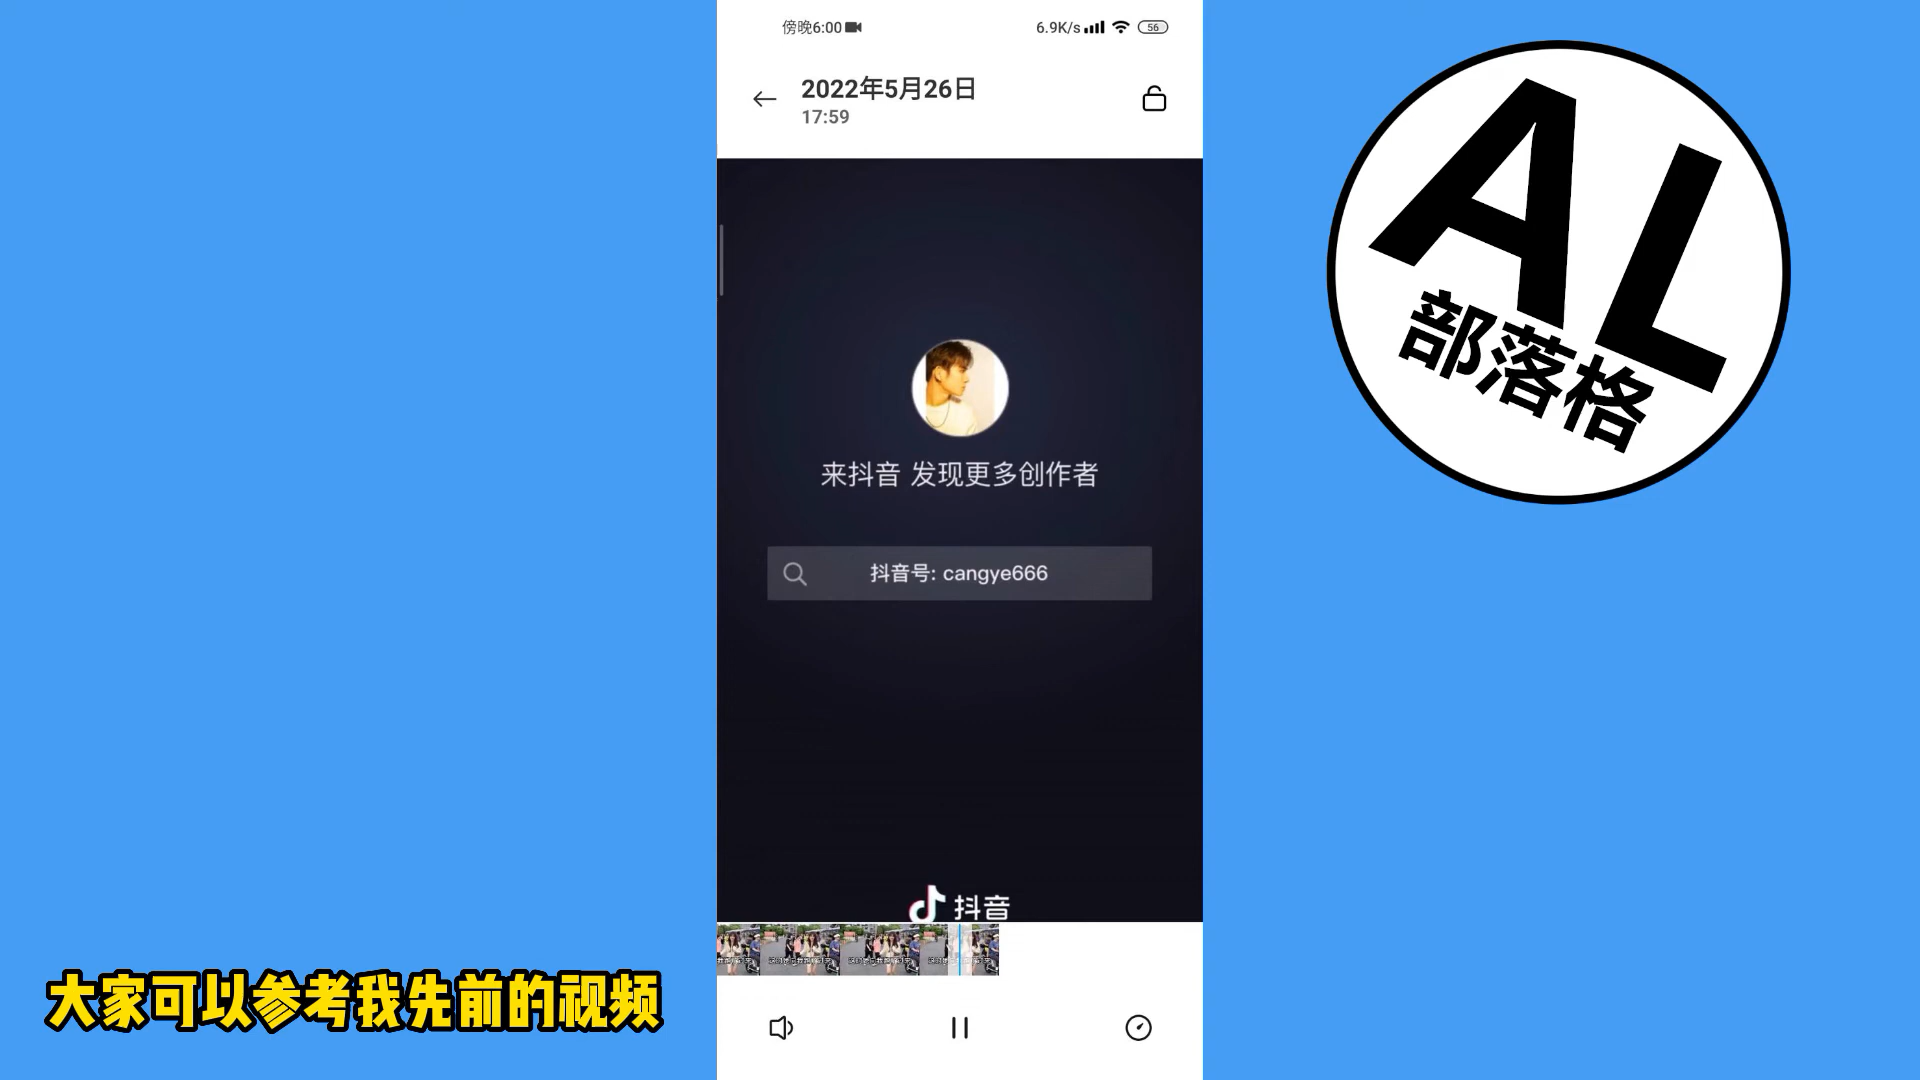 傍晚6:00
6.9K/s
56
2022年5月26日
17:59
来抖音 发现更多创作者
抖音号: cangye666
抖音
AL
部落格
大家可以参考我先前的视频